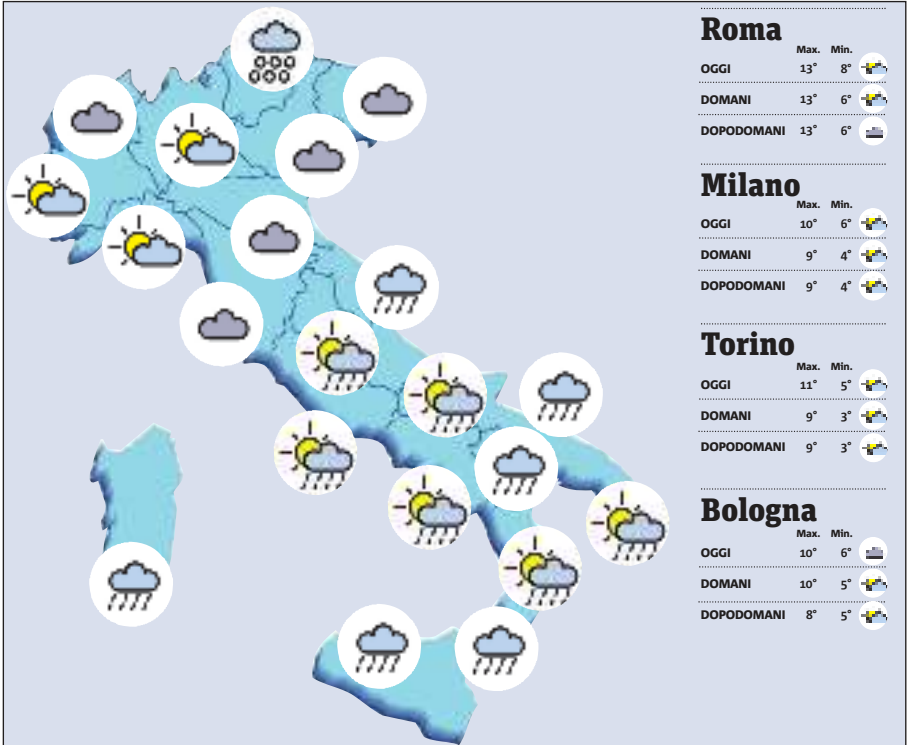 Roma
Max. Min.
OGGI 13° 8°
DOMANI 13° 6°
DOPODOMANI 13° 6°
Milano
Max. Min.
OGGI 10° 6°
DOMANI 9° 4°
DOPODOMANI 9° 4°
Torino
Max. Min.
OGGI 11° 5°
DOMANI 9° 3°
DOPODOMANI 9° 3°
Bologna
Max. Min.
OGGI 10° 6°
DOMANI 10° 5°
DOPODOMANI 8° 5°